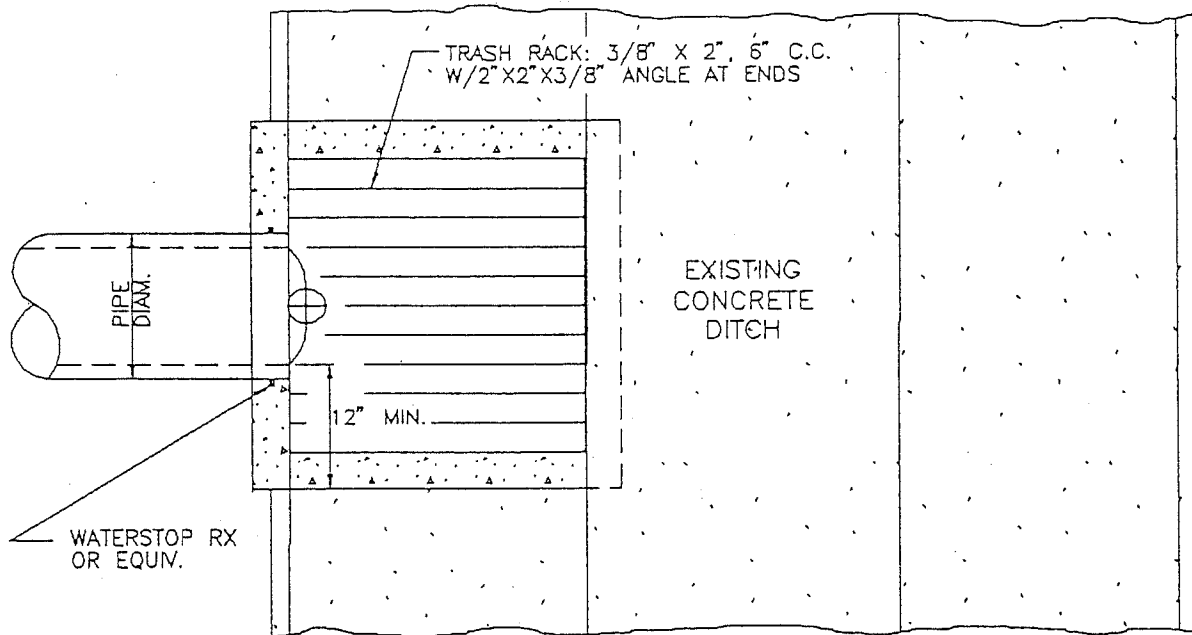 TRASH RACK: 3/8" X 2", 6" C.C.
W/2"X2"X3/8" ANGLE AT ENDS
PIPE
DIAM.
EXISTING
CONCRETE
DITCH
12" MIN.
WATERSTOP RX
OR EQUIV.